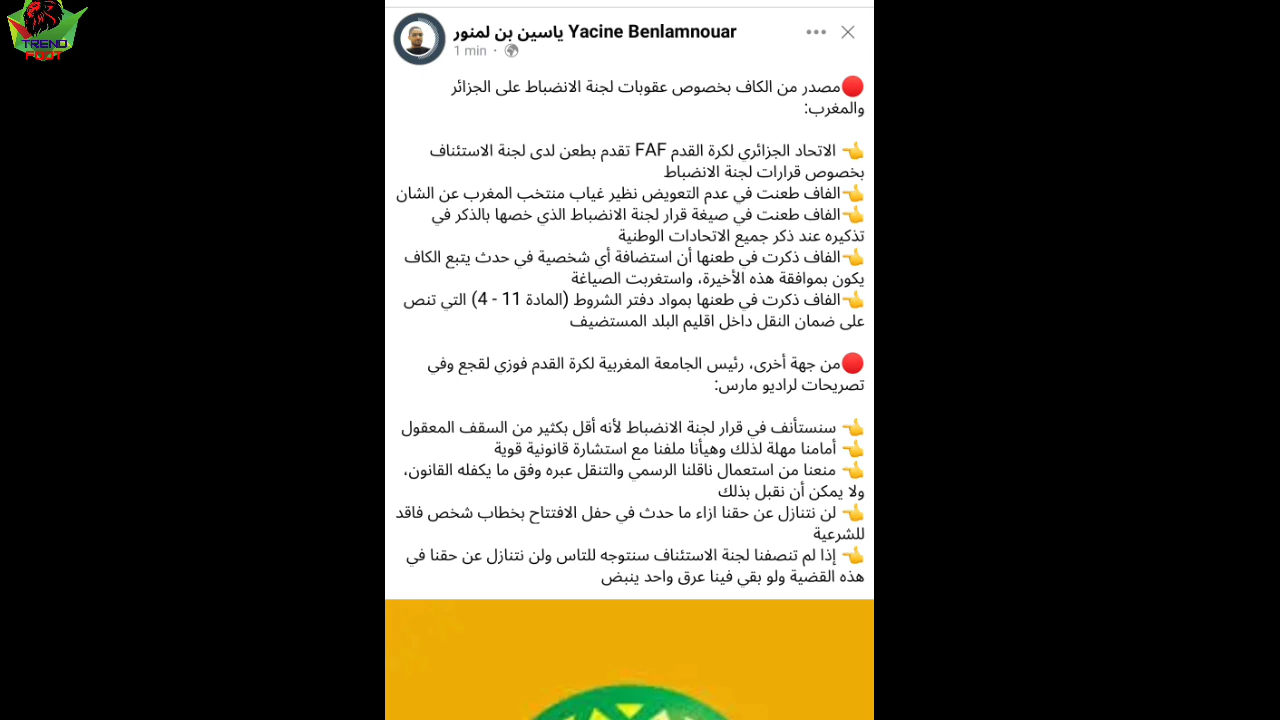 TREND
FOOT
ياسين بن لمنور Yacine Benlamnouar
1 min ·
🔴مصدر من الكاف بخصوص عقوبات لجنة الانضباط على الجزائر
والمغرب:
👈 الاتحاد الجزائري لكرة القدم FAF تقدم بطعن لدى لجنة الاستئناف
بخصوص قرارات لجنة الانضباط
👈الفاف طعنت في عدم التعويض نظير غياب منتخب المغرب عن الشان
👈الفاف طعنت في صيغة قرار لجنة الانضباط الذي خصها بالذكر في
تذكيره عند ذكر جميع الاتحادات الوطنية
👈الفاف ذكرت في طعنها أن استضافة أي شخصية في حدث يتبع الكاف
يكون بموافقة هذه الأخيرة، واستغربت الصياغة
👈الفاف ذكرت في طعنها بمواد دفتر الشروط (المادة 11 - 4) التي تنص
على ضمان النقل داخل اقليم البلد المستضيف
🔴من جهة أخرى، رئيس الجامعة المغربية لكرة القدم فوزي لقجع وفي
تصريحات لراديو مارس:
👈 سنستأنف في قرار لجنة الانضباط لأنه أقل بكثير من السقف المعقول
👈 أمامنا مهلة لذلك وهيأنا ملفنا مع استشارة قانونية قوية
👈 منعنا من استعمال ناقلنا الرسمي والتنقل عبره وفق ما يكفله القانون،
ولا يمكن أن نقبل بذلك
👈 لن نتنازل عن حقنا ازاء ما حدث في حفل الافتتاح بخطاب شخص فاقد
للشرعية
👈 إذا لم تنصفنا لجنة الاستئناف سنتوجه للتاس ولن نتنازل عن حقنا في
هذه القضية ولو بقي فينا عرق واحد ينبض